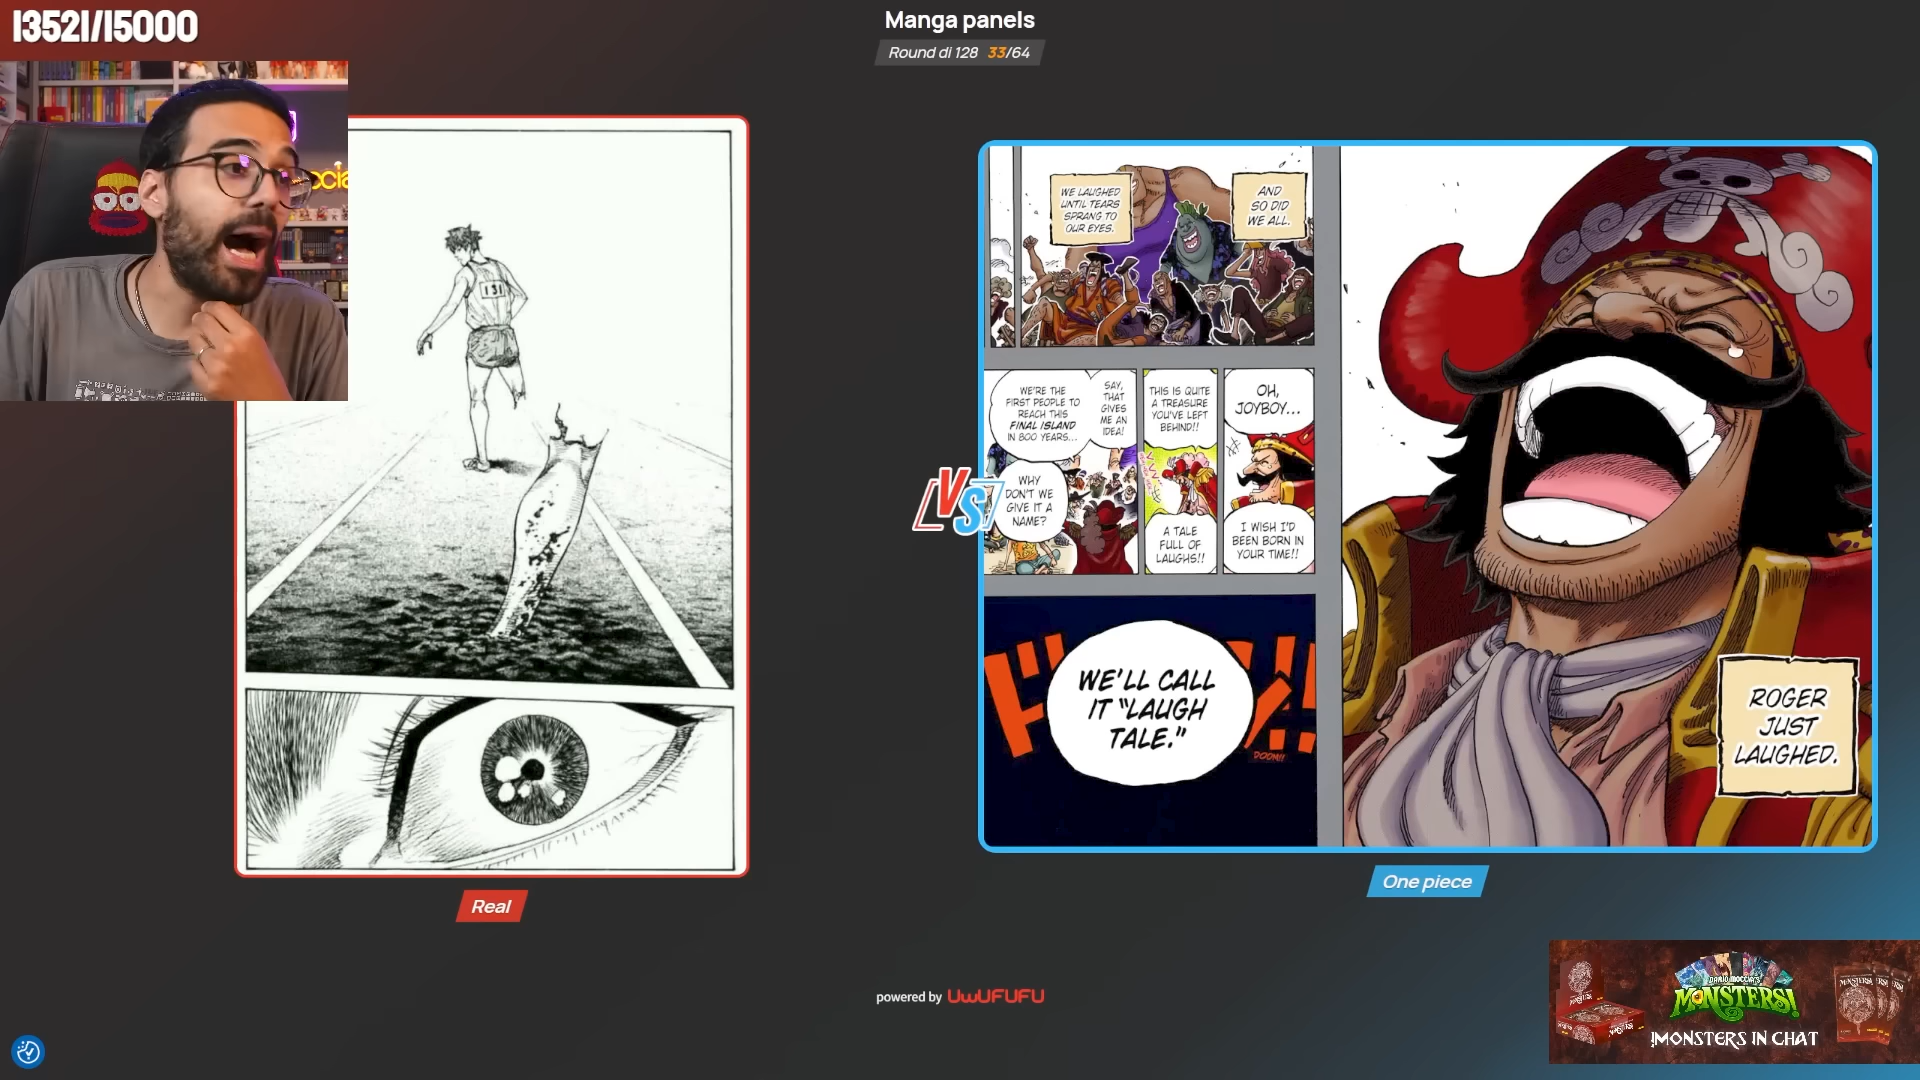 13521/15000
Manga panels
Round di 128 33/64
131
WE LAUGHED
UNTIL TEARS
SPRANG TO
OUR EYES.
AND
SO DID
WE ALL.
WE'RE THE
FIRST PEOPLE TO
REACH THIS
FINAL ISLAND
IN 800 YEARS...
SAY,
THAT
GIVES
ME AN
IDEA!
WHY
DON'T WE
GIVE IT A
NAME?
THIS IS QUITE
A TREASURE
YOU'VE LEFT
BEHIND!!
A TALE
FULL OF
LAUGHS!!
OH,
JOYBOY...
I WISH I'D
BEEN BORN IN
YOUR TIME!!
VS
WE'LL CALL
IT "LAUGH
TALE."
ドン!!
DOOM!!
ROGER
JUST
LAUGHED.
Real
One piece
powered by UwUFUFU
DARIO MOCCIA'S
MONSTERS!
!MONSTERS IN CHAT